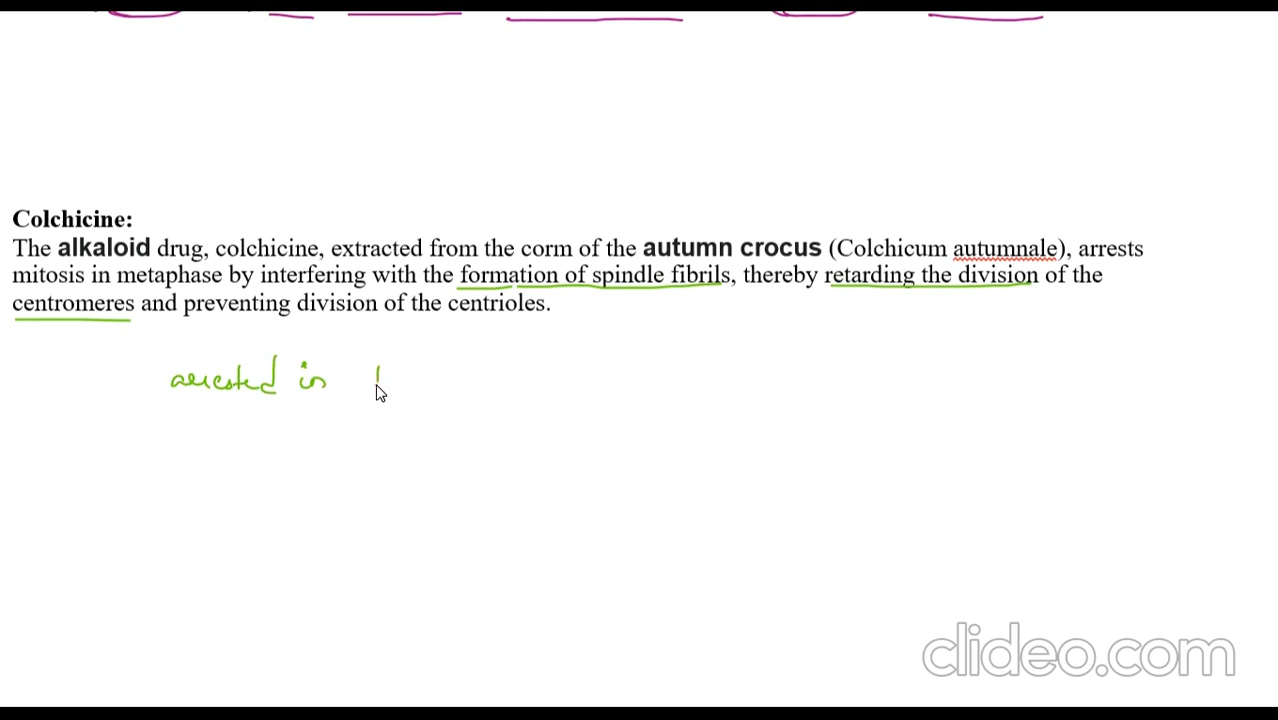 Colchicine:
The alkaloid drug, colchicine, extracted from the corm of the autumn crocus (Colchicum autumnale), arrests
mitosis in metaphase by interfering with the formation of spindle fibrils, thereby retarding the division of the
centromeres and preventing division of the centrioles.
arrested in
clideo.com